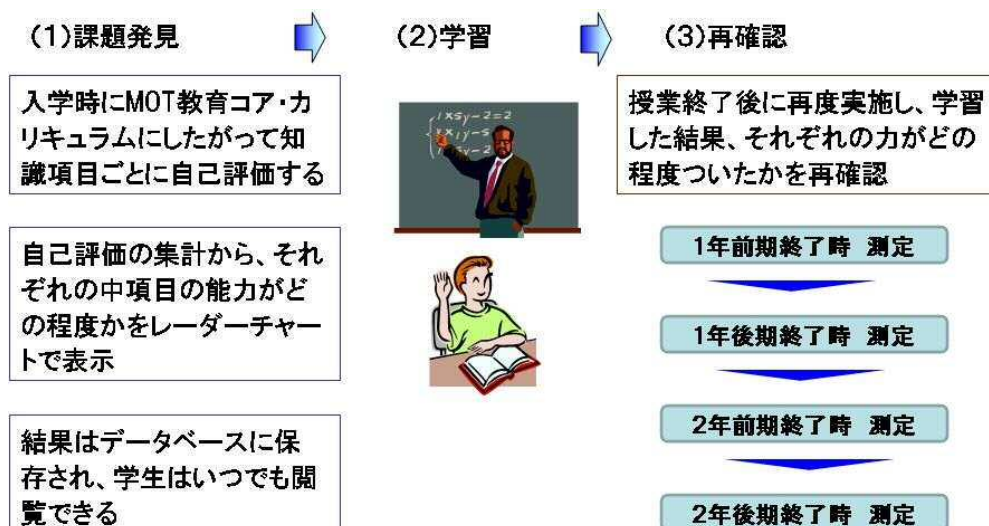 (1)課題発見
(2)学習
(3)再確認
入学時にMOT教育コア・カ
リキュラムにしたがって知
識項目ごとに自己評価する
自己評価の集計から、それ
ぞれの中項目の能力がど
の程度かをレーダーチャー
トで表示
結果はデータベースに保
存され、学生はいつでも閲
覧できる
1×5y-2=2
授業終了後に再度実施し、学習
した結果、それぞれの力がどの
程度ついたかを再確認
1年前期終了時 測定
1年後期終了時 測定
2年前期終了時 測定
2年後期終了時 測定